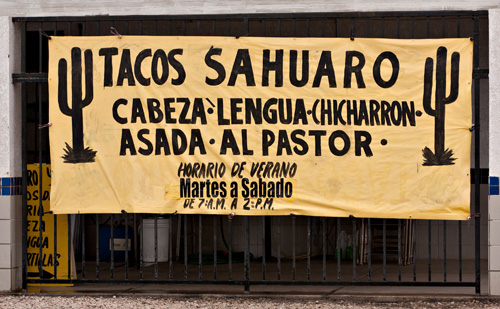 TACOS SAHUARO
CABEZA-LENGUA-CHICHARRON-
ASADA-AL PASTOR-
HORARIO DE VERANO
Martes a Sabado
DE 7:A.M. A 2:P.M.